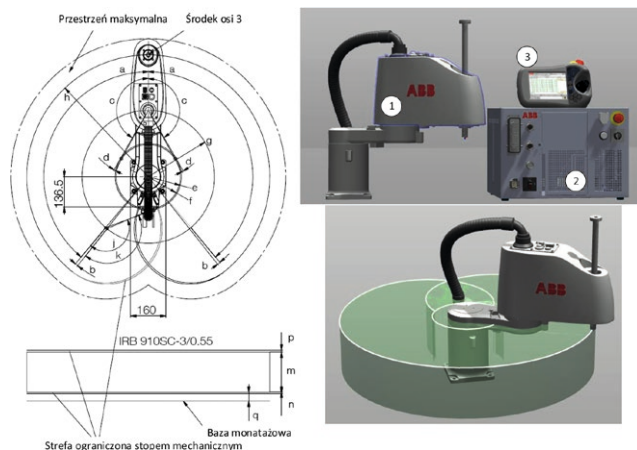 Przestrzeń maksymalna
Środek osi 3
a
a
h
c
c
g
d
d
136.5
e
f
j
k
b
b
160
IRB 910SC-3/0.55
p
m
n
q
Baza monatażowa
Strefa ograniczona stopem mechanicznym
ABB
1
3
ABB
2
ABB